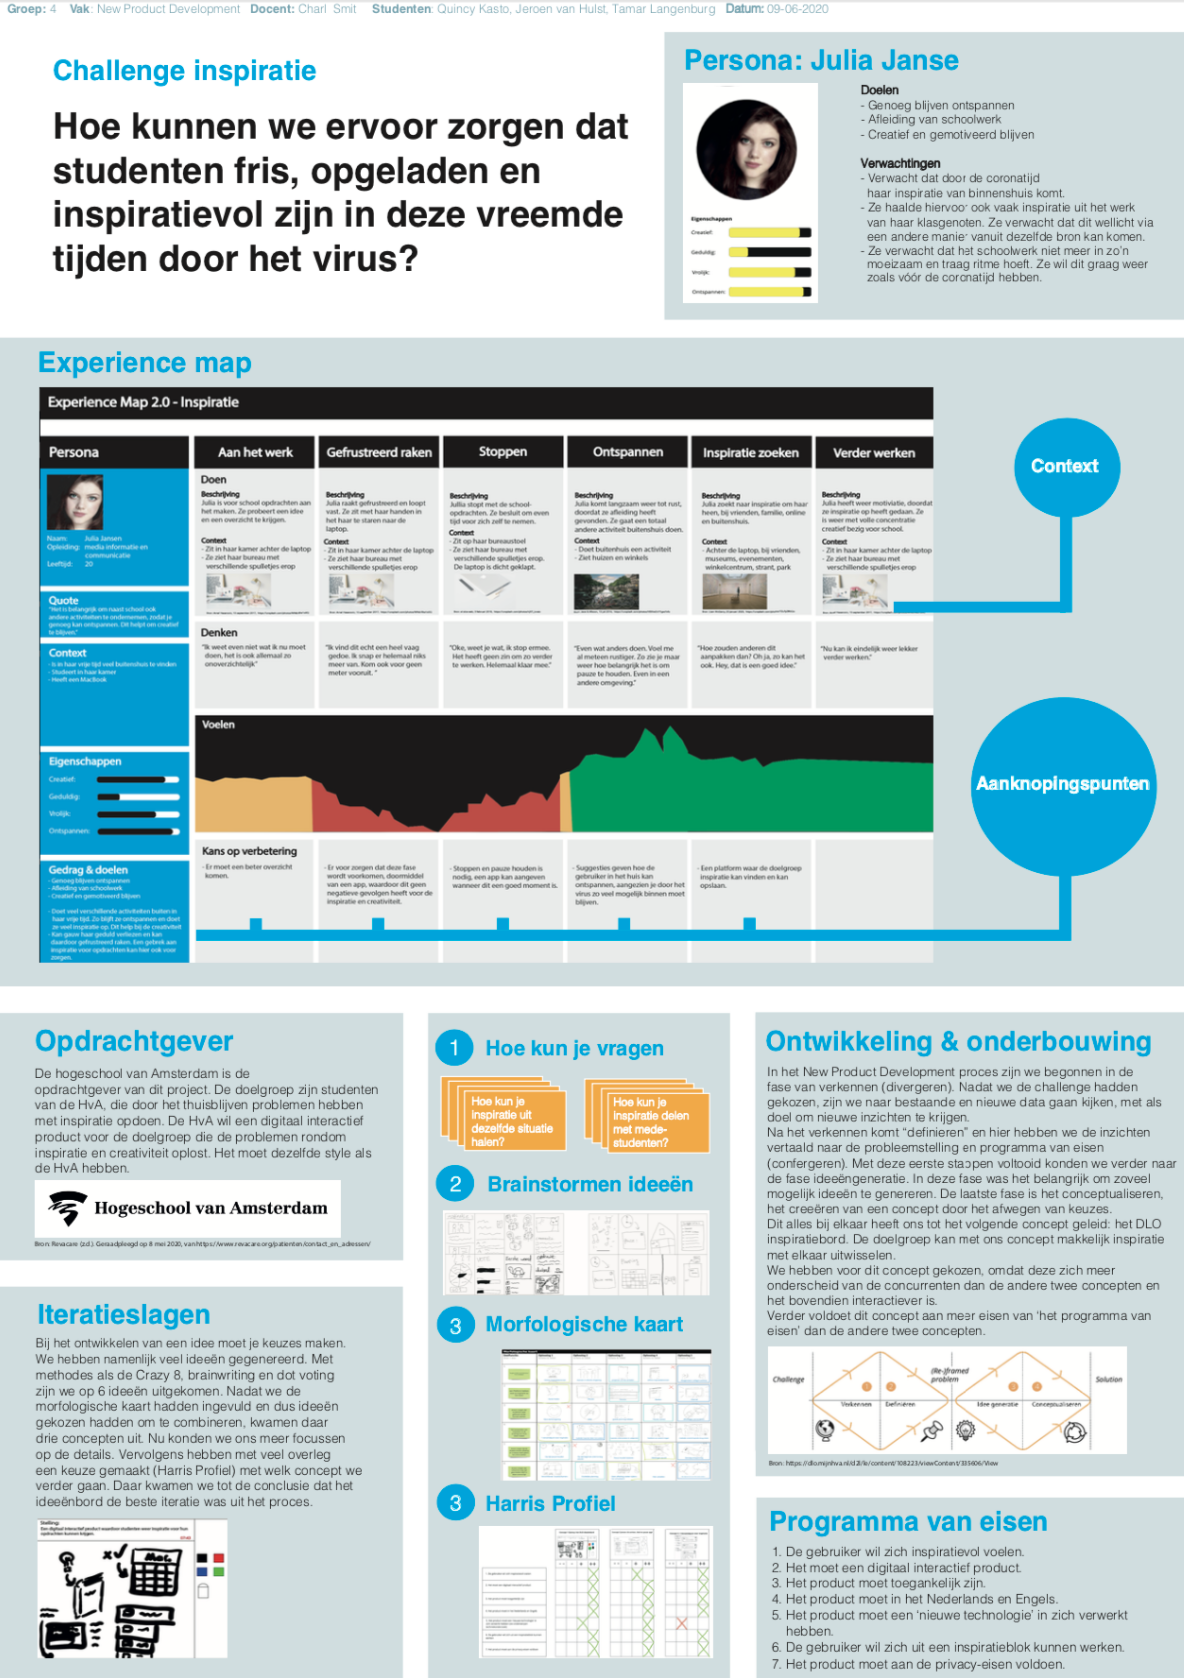 Groep: 4 Vak: New Product Development Docent: Charl Smit Studenten: Quincy Kasto, Jeroen van Hulst, Tamar Langenburg Datum: 09-06-2020
Challenge inspiratie
Hoe kunnen we ervoor zorgen dat
studenten fris, opgeladen en
inspiratievol zijn in deze vreemde
tijden door het virus?
Persona: Julia Janse
Eigenschappen
Creatief:
Geduldig:
Vrolijk:
Ontspannen:
Doelen
- Genoeg blijven ontspannen
- Afleiding van schoolwerk
- Creatief en gemotiveerd blijven
Verwachtingen
- Verwacht dat door de coronatijd
haar inspiratie van binnenshuis komt.
- Ze haalde hiervoor ook vaak inspiratie uit het werk
van haar klasgenoten. Ze verwacht dat dit wellicht via
een andere manier vanuit dezelfde bron kan komen.
- Ze verwacht dat het schoolwerk niet meer in zo'n
moeizaam en traag ritme hoeft. Ze wil dit graag weer
zoals vóór de coronatijd hebben.
Experience map
Experience Map 2.0 - Inspiratie
Persona
Naam: Julia Jansen
Opleiding: media informatie en
communicatie
Leeftijd: 20
Quote
"Het is belangrijk om naast school ook
andere activiteiten te ondernemen, zodat je
genoeg kan ontspannen. Dit helpt om creatief
te blijven."
Context
- Is in haar vrije tijd veel buitenshuis te vinden
- Studeert in haar kamer
- Heeft een MacBook
Eigenschappen
Creatief:
Geduldig:
Vrolijk:
Ontspannen:
Gedrag & doelen
- Genoeg blijven ontspannen
- Afleiding van schoolwerk
- Creatief en gemotiveerd blijven
- Doet veel verschillende activiteiten buiten in
haar vrije tijd. Zo blijft ze ontspannen en doet
ze veel inspiratie op. Dit help bij de creativiteit
- Kan gauw haar geduld verliezen en kan
daardoor gefrustreerd raken. Een gebrek aan
inspiratie voor opdrachten kan hier ook voor
zorgen.
Aan het werk
Gefrustreerd raken
Stoppen
Ontspannen
Inspiratie zoeken
Verder werken
Doen
Beschrijving
Julia is voor school opdrachten aan
het maken. Ze probeert een idee
en een overzicht te krijgen.
Context
- Zit in haar kamer achter de laptop
- Ze ziet haar bureau met
verschillende spulletjes erop
Beschrijving
Julia raakt gefrustreerd en loopt
vast. Ze zit met haar handen in
het haar te staren naar de
laptop.
Context
- Zit in haar kamer achter de laptop
- Ze ziet haar bureau met
verschillende spulletjes erop
Beschrijving
Jullia stopt met de school-
opdrachten. Ze besluit om even
tijd voor zich zelf te nemen.
Context
- Zit op haar bureaustoel
- Ze ziet haar bureau met
verschillende spulletjes erop.
De laptop is dicht geklapt.
Beschrijving
Julia komt langzaam weer tot rust,
doordat ze afleiding heeft
gevonden. Ze gaat een totaal
andere activiteit buitenshuis doen.
Context
- Doet buitenhuis een activiteit
- Ziet huizen en winkels
Beschrijving
Julia zoekt naar inspiratie om haar
heen, bij vrienden, familie, online
en buitenshuis.
Context
- Achter de laptop, bij vrienden,
museums, evenementen,
winkelcentrum, strant, park
Beschrijving
Julia heeft weer motiviatie, doordat
ze inspiratie op heeft gedaan. Ze
is weer met volle concentratie
creatief bezig voor school.
Context
- Zit in haar kamer achter de laptop
- Ze ziet haar bureau met
verschillende spulletjes erop
Denken
"Ik weet even niet wat ik nu moet
doen, het is ook allemaal zo
onoverzichtelijk"
"Ik vind dit echt een heel vaag
gedoe. Ik snap er helemaal niks
meer van. Kom ook voor geen
meter vooruit. "
"Oke, weet je wat, ik stop ermee.
Het heeft geen zin om zo verder
te werken. Helemaal klaar mee."
"Even wat anders doen. Voel me
al meteen rustiger. Zo zie je maar
weer hoe belangrijk het is om
pauze te houden. Even in een
andere omgeving."
"Hoe zouden anderen dit
aanpakken dan? Oh ja, zo kan het
ook. Hey, dat is een goed idee."
"Nu kan ik eindelijk weer lekker
verder werken."
Voelen
Kans op verbetering
- Er moet een beter overzicht
komen.
- Er voor zorgen dat deze fase
wordt voorkomen, doormiddel
van een app, waardoor dit geen
negatieve gevolgen heeft voor de
inspiratie en creativiteit.
- Stoppen en pauze houden is
nodig, een app kan aangeven
wanneer dit een goed moment is.
- Suggesties geven hoe de
gebruiker in het huis kan
ontspannen, aangezien je door het
virus zo veel mogelijk binnen moet
blijven.
- Een platform waar de doelgroep
inspiratie kan vinden en kan
opslaan.
Context
Aanknopingspunten
Opdrachtgever
De hogeschool van Amsterdam is de
opdrachtgever van dit project. De doelgroep zijn studenten
van de HvA, die door het thuisblijven problemen hebben
met inspiratie opdoen. De HvA wil een digitaal interactief
product voor de doelgroep die de problemen rondom
inspiratie en creativiteit oplost. Het moet dezelfde style als
de HvA hebben.
Hogeschool van Amsterdam
Bron: Revacare (z.d.). Geraadpleegd op 8 mei 2020, van https://www.revacare.org/patienten/contact_en_adressen/
Iteratieslagen
Bij het ontwikkelen van een idee moet je keuzes maken.
We hebben namenlijk veel ideeën gegenereerd. Met
methodes als de Crazy 8, brainwriting en dot voting
zijn we op 6 ideeën uitgekomen. Nadat we de
morfologische kaart hadden ingevuld en dus ideeën
gekozen hadden om te combineren, kwamen daar
drie concepten uit. Nu konden we ons meer focussen
op de details. Vervolgens hebben met veel overleg
een keuze gemaakt (Harris Profiel) met welk concept we
verder gaan. Daar kwamen we tot de conclusie dat het
ideeënbord de beste iteratie was uit het proces.
Stelling:
Een digitaal interactief product waardoor studenten weer inspiratie voor hun
opdrachten kunnen krijgen.
1 Hoe kun je vragen
Hoe kun je
inspiratie uit
dezelfde situatie
halen?
Hoe kun je
inspiratie delen
met mede-
studenten?
2 Brainstormen ideeën
3 Morfologische kaart
3 Harris Profiel
Ontwikkeling & onderbouwing
In het New Product Development proces zijn we begonnen in de
fase van verkennen (divergeren). Nadat we de challenge hadden
gekozen, zijn we naar bestaande en nieuwe data gaan kijken, met als
doel om nieuwe inzichten te krijgen.
Na het verkennen komt “definieren” en hier hebben we de inzichten
vertaald naar de probleemstelling en programma van eisen
(confergeren). Met deze eerste stappen voltooid konden we verder naar
de fase ideeëngeneratie. In deze fase was het belangrijk om zoveel
mogelijk ideeën te genereren. De laatste fase is het conceptualiseren,
het creeëren van een concept door het afwegen van keuzes.
Dit alles bij elkaar heeft ons tot het volgende concept geleid: het DLO
inspiratiebord. De doelgroep kan met ons concept makkelijk inspiratie
met elkaar uitwisselen.
We hebben voor dit concept gekozen, omdat deze zich meer
onderscheid van de concurrenten dan de andere twee concepten en
het bovendien interactiever is.
Verder voldoet dit concept aan meer eisen van ‘het programma van
eisen’ dan de andere twee concepten.
Challenge
(Re-)framed
problem
Solution
1 2 3 4
Verkennen
Definiëren
Idee generatie
Conceptualiseren
Bron: https://dlo.mijnhva.nl/d2l/le/content/108223/viewContent/335606/View
Programma van eisen
1. De gebruiker wil zich inspiratievol voelen.
2. Het moet een digitaal interactief product.
3. Het product moet toegankelijk zijn.
4. Het product moet in het Nederlands en Engels.
5. Het product moet een ‘nieuwe technologie’ in zich verwerkt
hebben.
6. De gebruiker wil zich uit een inspiratieblok kunnen werken.
7. Het product moet aan de privacy-eisen voldoen.